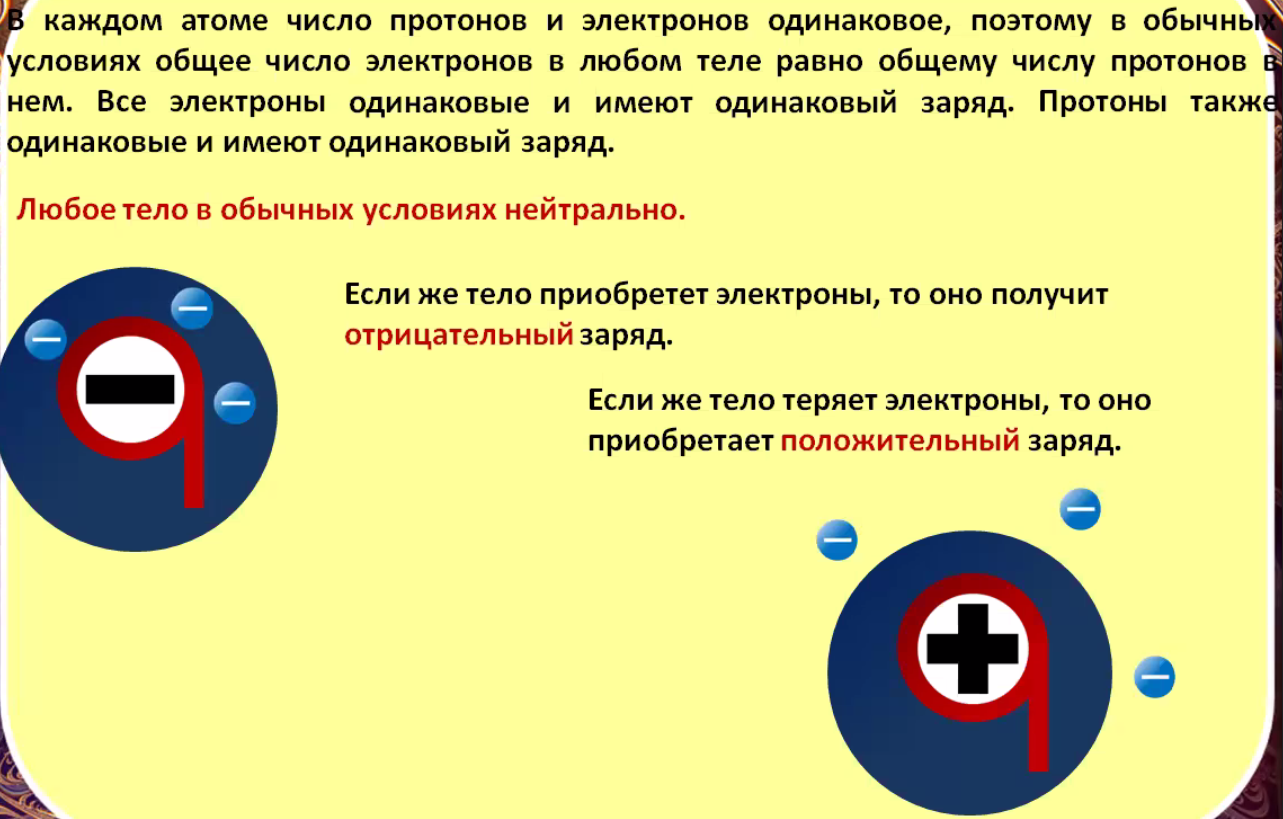 В каждом атоме число протонов и электронов одинаковое, поэтому в обычных
условиях общее число электронов в любом теле равно общему числу протонов в
нем. Все электроны одинаковые и имеют одинаковый заряд. Протоны также
одинаковые и имеют одинаковый заряд.
Любое тело в обычных условиях нейтрально.
Если же тело приобретет электроны, то оно получит
отрицательный заряд.
Если же тело теряет электроны, то оно
приобретает положительный заряд.
q
−
−
−
−
q
+
−
−
−